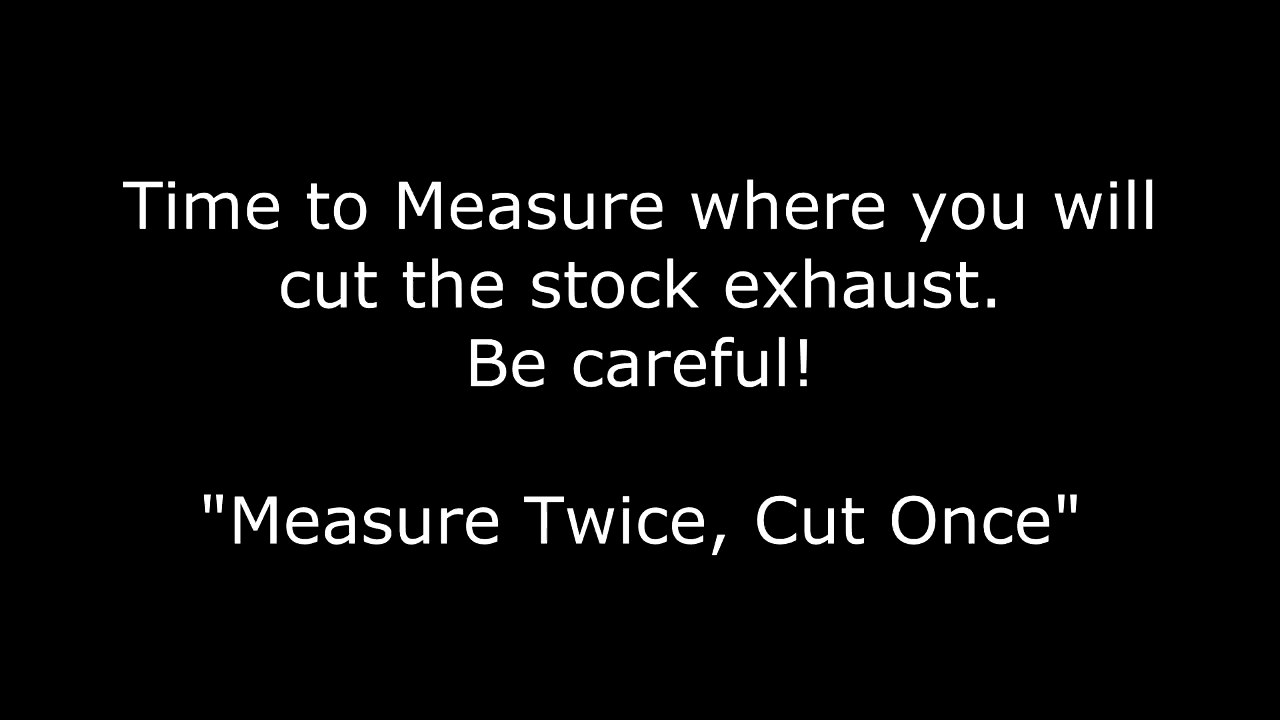 Time to Measure where you will
cut the stock exhaust.
Be careful!
"Measure Twice, Cut Once"